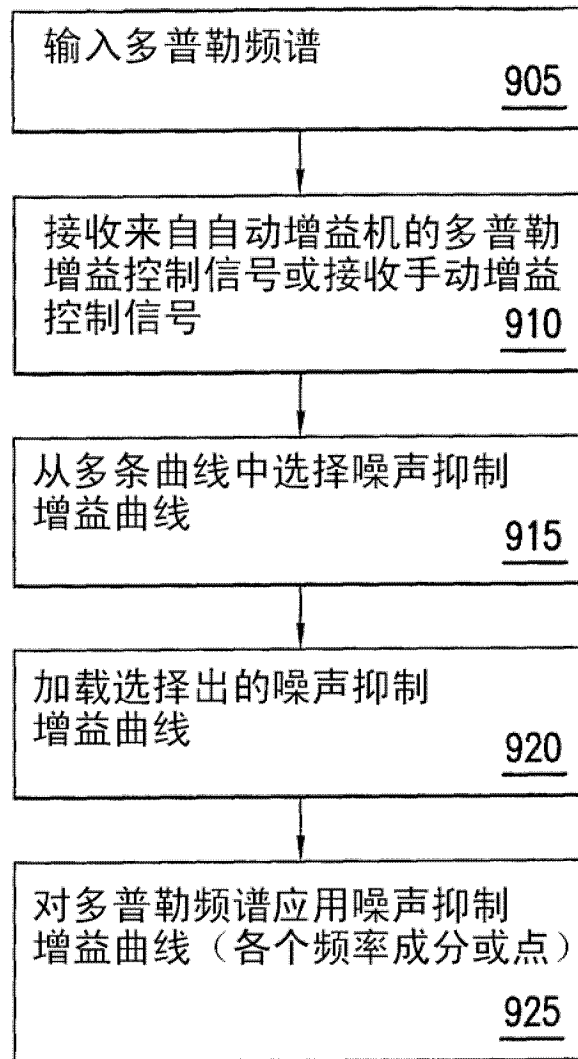 输入多普勒频谱
905
接收来自自动增益机的多普勒
增益控制信号或接收手动增益
控制信号
910
从多条曲线中选择噪声抑制
增益曲线
915
加载选择出的噪声抑制
增益曲线
920
对多普勒频谱应用噪声抑制
增益曲线（各个频率成分或点）
925